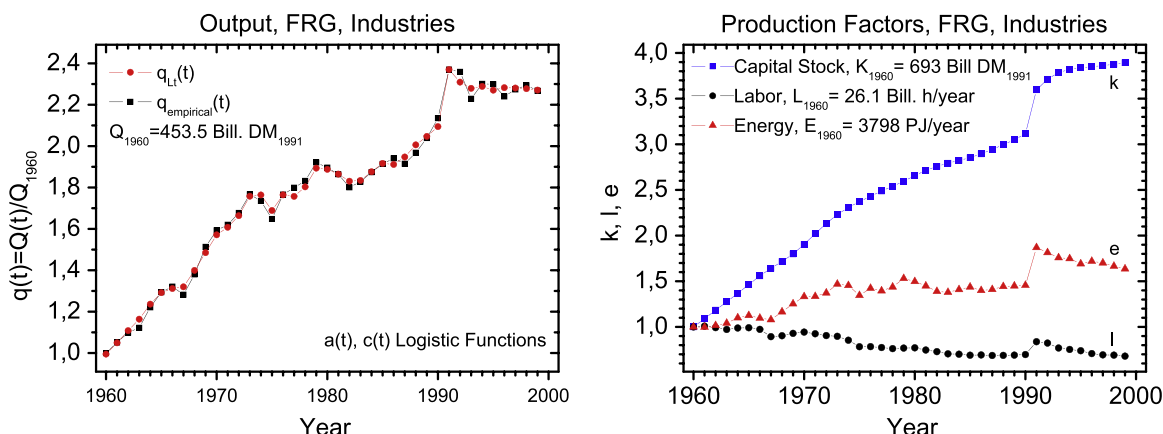 Output, FRG, Industries
2,4
2,2
2,0
1,8
1,6
1,4
1,2
1,0
q(t)=Q(t)/Q1960
qLt(t)
qempirical(t)
Q1960=453.5 Bill. DM1991
a(t), c(t) Logistic Functions
1960 1970 1980 1990 2000
Year
Production Factors, FRG, Industries
4,0
3,5
3,0
2,5
2,0
1,5
1,0
k, l, e
Capital Stock, K1960= 693 Bill DM1991
Labor, L1960= 26.1 Bill. h/year
Energy, E1960= 3798 PJ/year
k
e
l
1960 1970 1980 1990 2000
Year